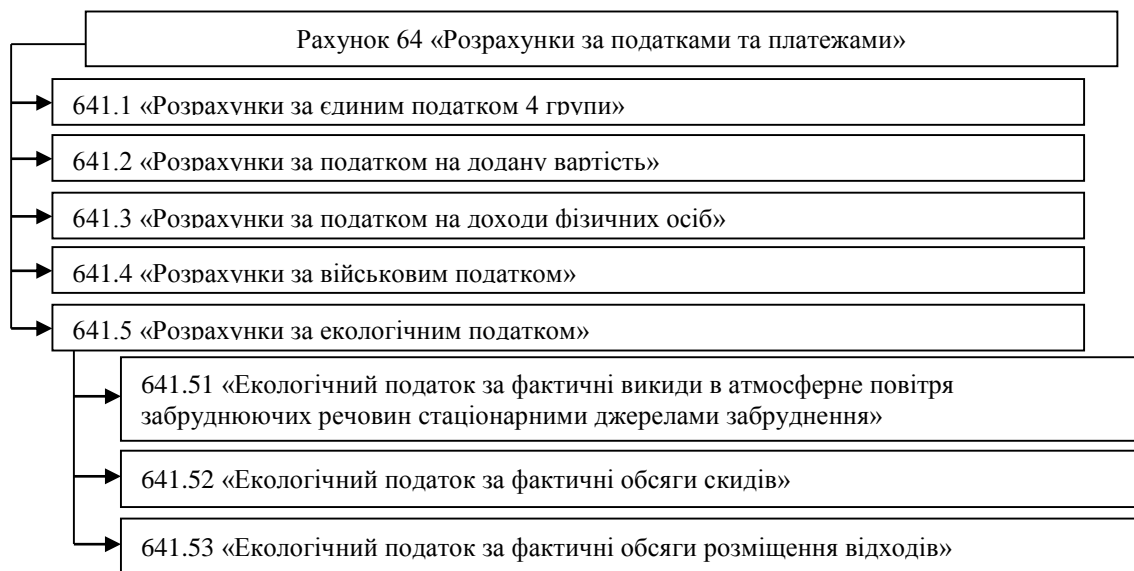 Рахунок 64 «Розрахунки за податками та платежами»
641.1 «Розрахунки за єдиним податком 4 групи»
641.2 «Розрахунки за податком на додану вартість»
641.3 «Розрахунки за податком на доходи фізичних осіб»
641.4 «Розрахунки за військовим податком»
641.5 «Розрахунки за екологічним податком»
641.51 «Екологічний податок за фактичні викиди в атмосферне повітря
забруднюючих речовин стаціонарними джерелами забруднення»
641.52 «Екологічний податок за фактичні обсяги скидів»
641.53 «Екологічний податок за фактичні обсяги розміщення відходів»